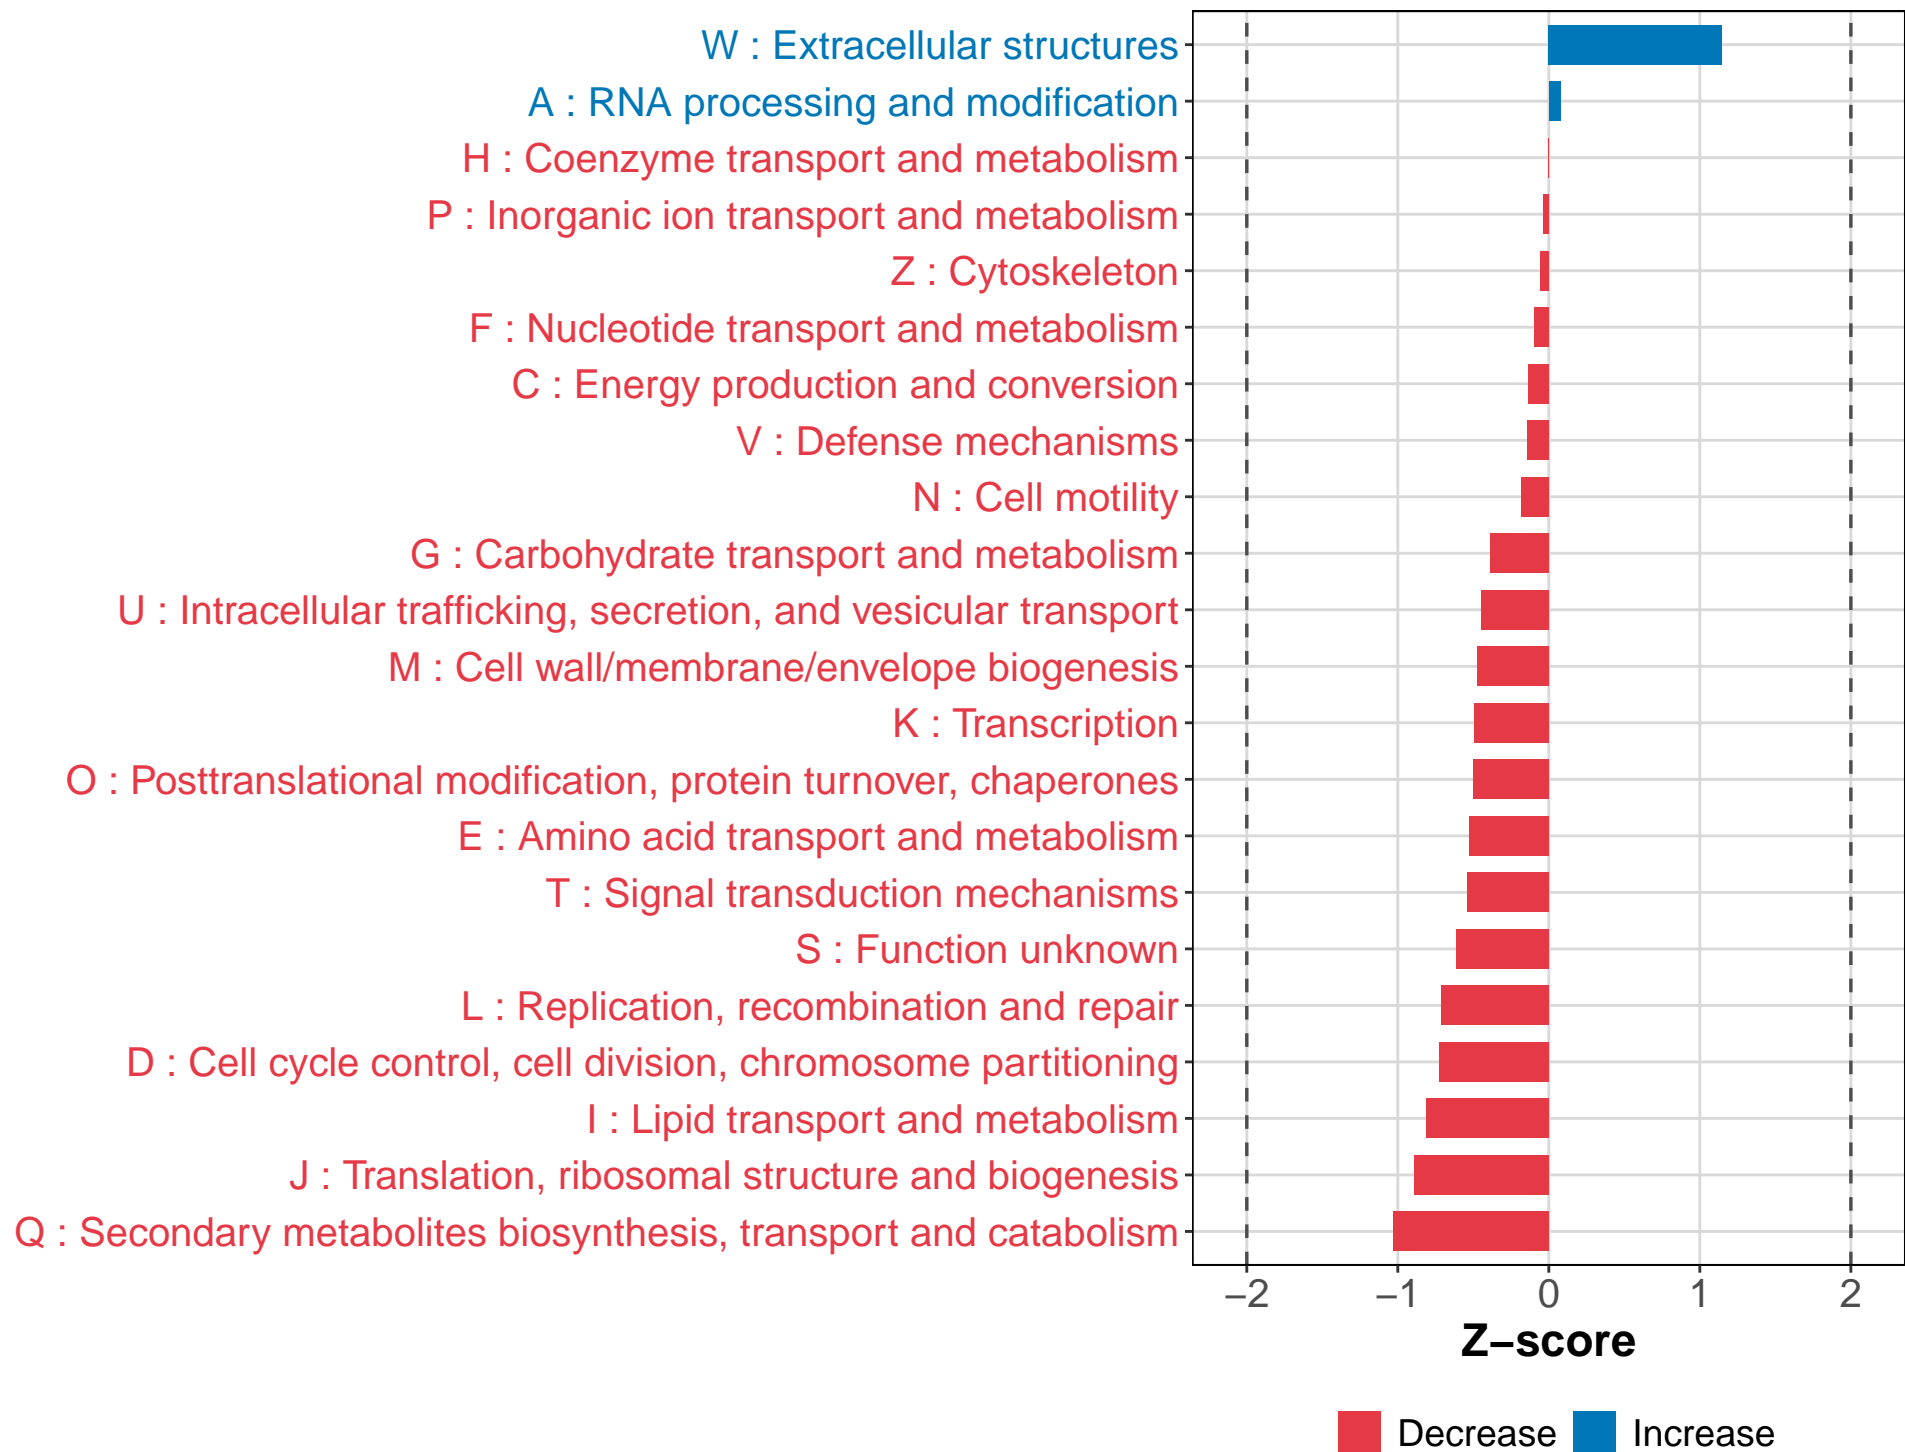 W : Extracellular structures
A : RNA processing and modification
H : Coenzyme transport and metabolism
P : Inorganic ion transport and metabolism
Z : Cytoskeleton
F : Nucleotide transport and metabolism
C : Energy production and conversion
V : Defense mechanisms
N : Cell motility
G : Carbohydrate transport and metabolism
U : Intracellular trafficking, secretion, and vesicular transport
M : Cell wall/membrane/envelope biogenesis
K : Transcription
O : Posttranslational modification, protein turnover, chaperones
E : Amino acid transport and metabolism
T : Signal transduction mechanisms
S : Function unknown
L : Replication, recombination and repair
D : Cell cycle control, cell division, chromosome partitioning
I : Lipid transport and metabolism
J : Translation, ribosomal structure and biogenesis
Q : Secondary metabolites biosynthesis, transport and catabolism
−2 −1 0 1 2
Z−score
Decrease Increase